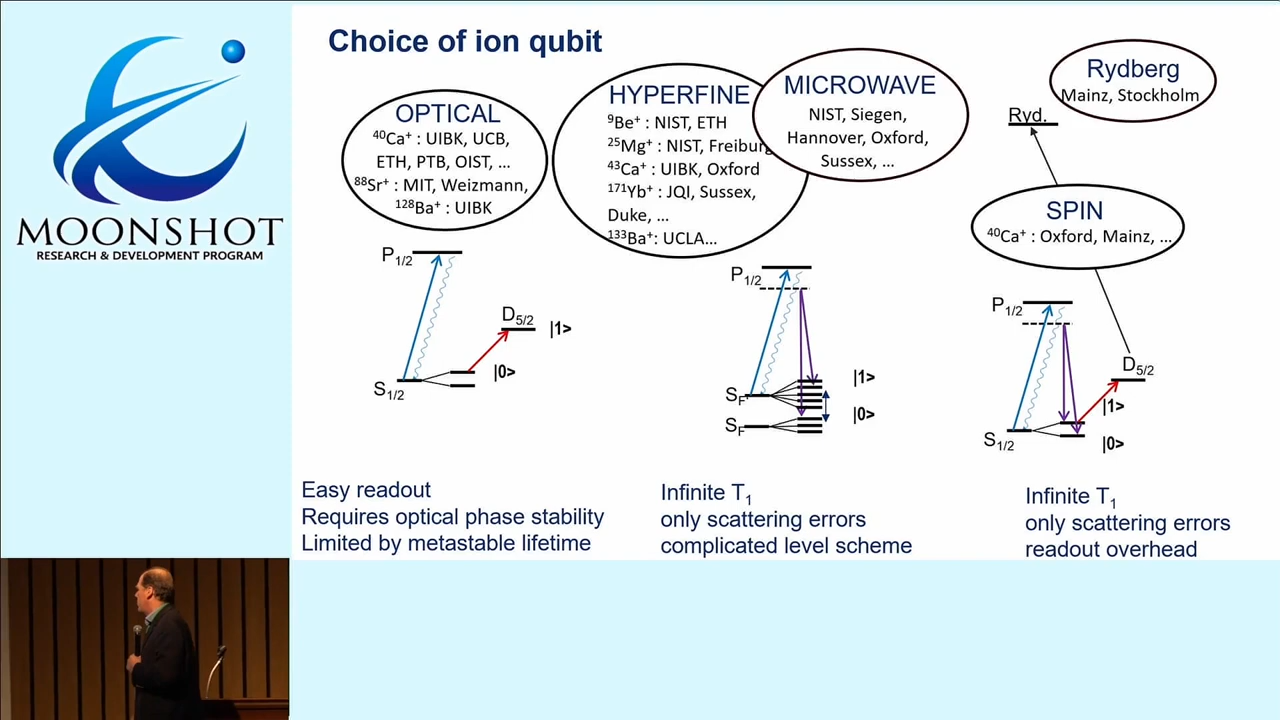 MOONSHOT
RESEARCH & DEVELOPMENT PROGRAM
Choice of ion qubit
OPTICAL
⁴⁰Ca⁺ : UIBK, UCB,
ETH, PTB, OIST, ...
⁸⁸Sr⁺ : MIT, Weizmann,
¹²⁸Ba⁺ : UIBK
HYPERFINE
⁹Be⁺ : NIST, ETH
²⁵Mg⁺ : NIST, Freiburg
⁴³Ca⁺ : UIBK, Oxford
¹⁷¹Yb⁺ : JQI, Sussex,
Duke, ...
¹³³Ba⁺: UCLA...
MICROWAVE
NIST, Siegen,
Hannover, Oxford,
Sussex, ...
Rydberg
Mainz, Stockholm
Ryd.
SPIN
⁴⁰Ca⁺ : Oxford, Mainz, ...
P₁/₂
D₅/₂
|1>
|0>
S₁/₂
P₁/₂
|1>
S_F'
|0>
S_F
P₁/₂
D₅/₂
|1>
S₁/₂
|0>
Easy readout
Requires optical phase stability
Limited by metastable lifetime
Infinite T₁
only scattering errors
complicated level scheme
Infinite T₁
only scattering errors
readout overhead